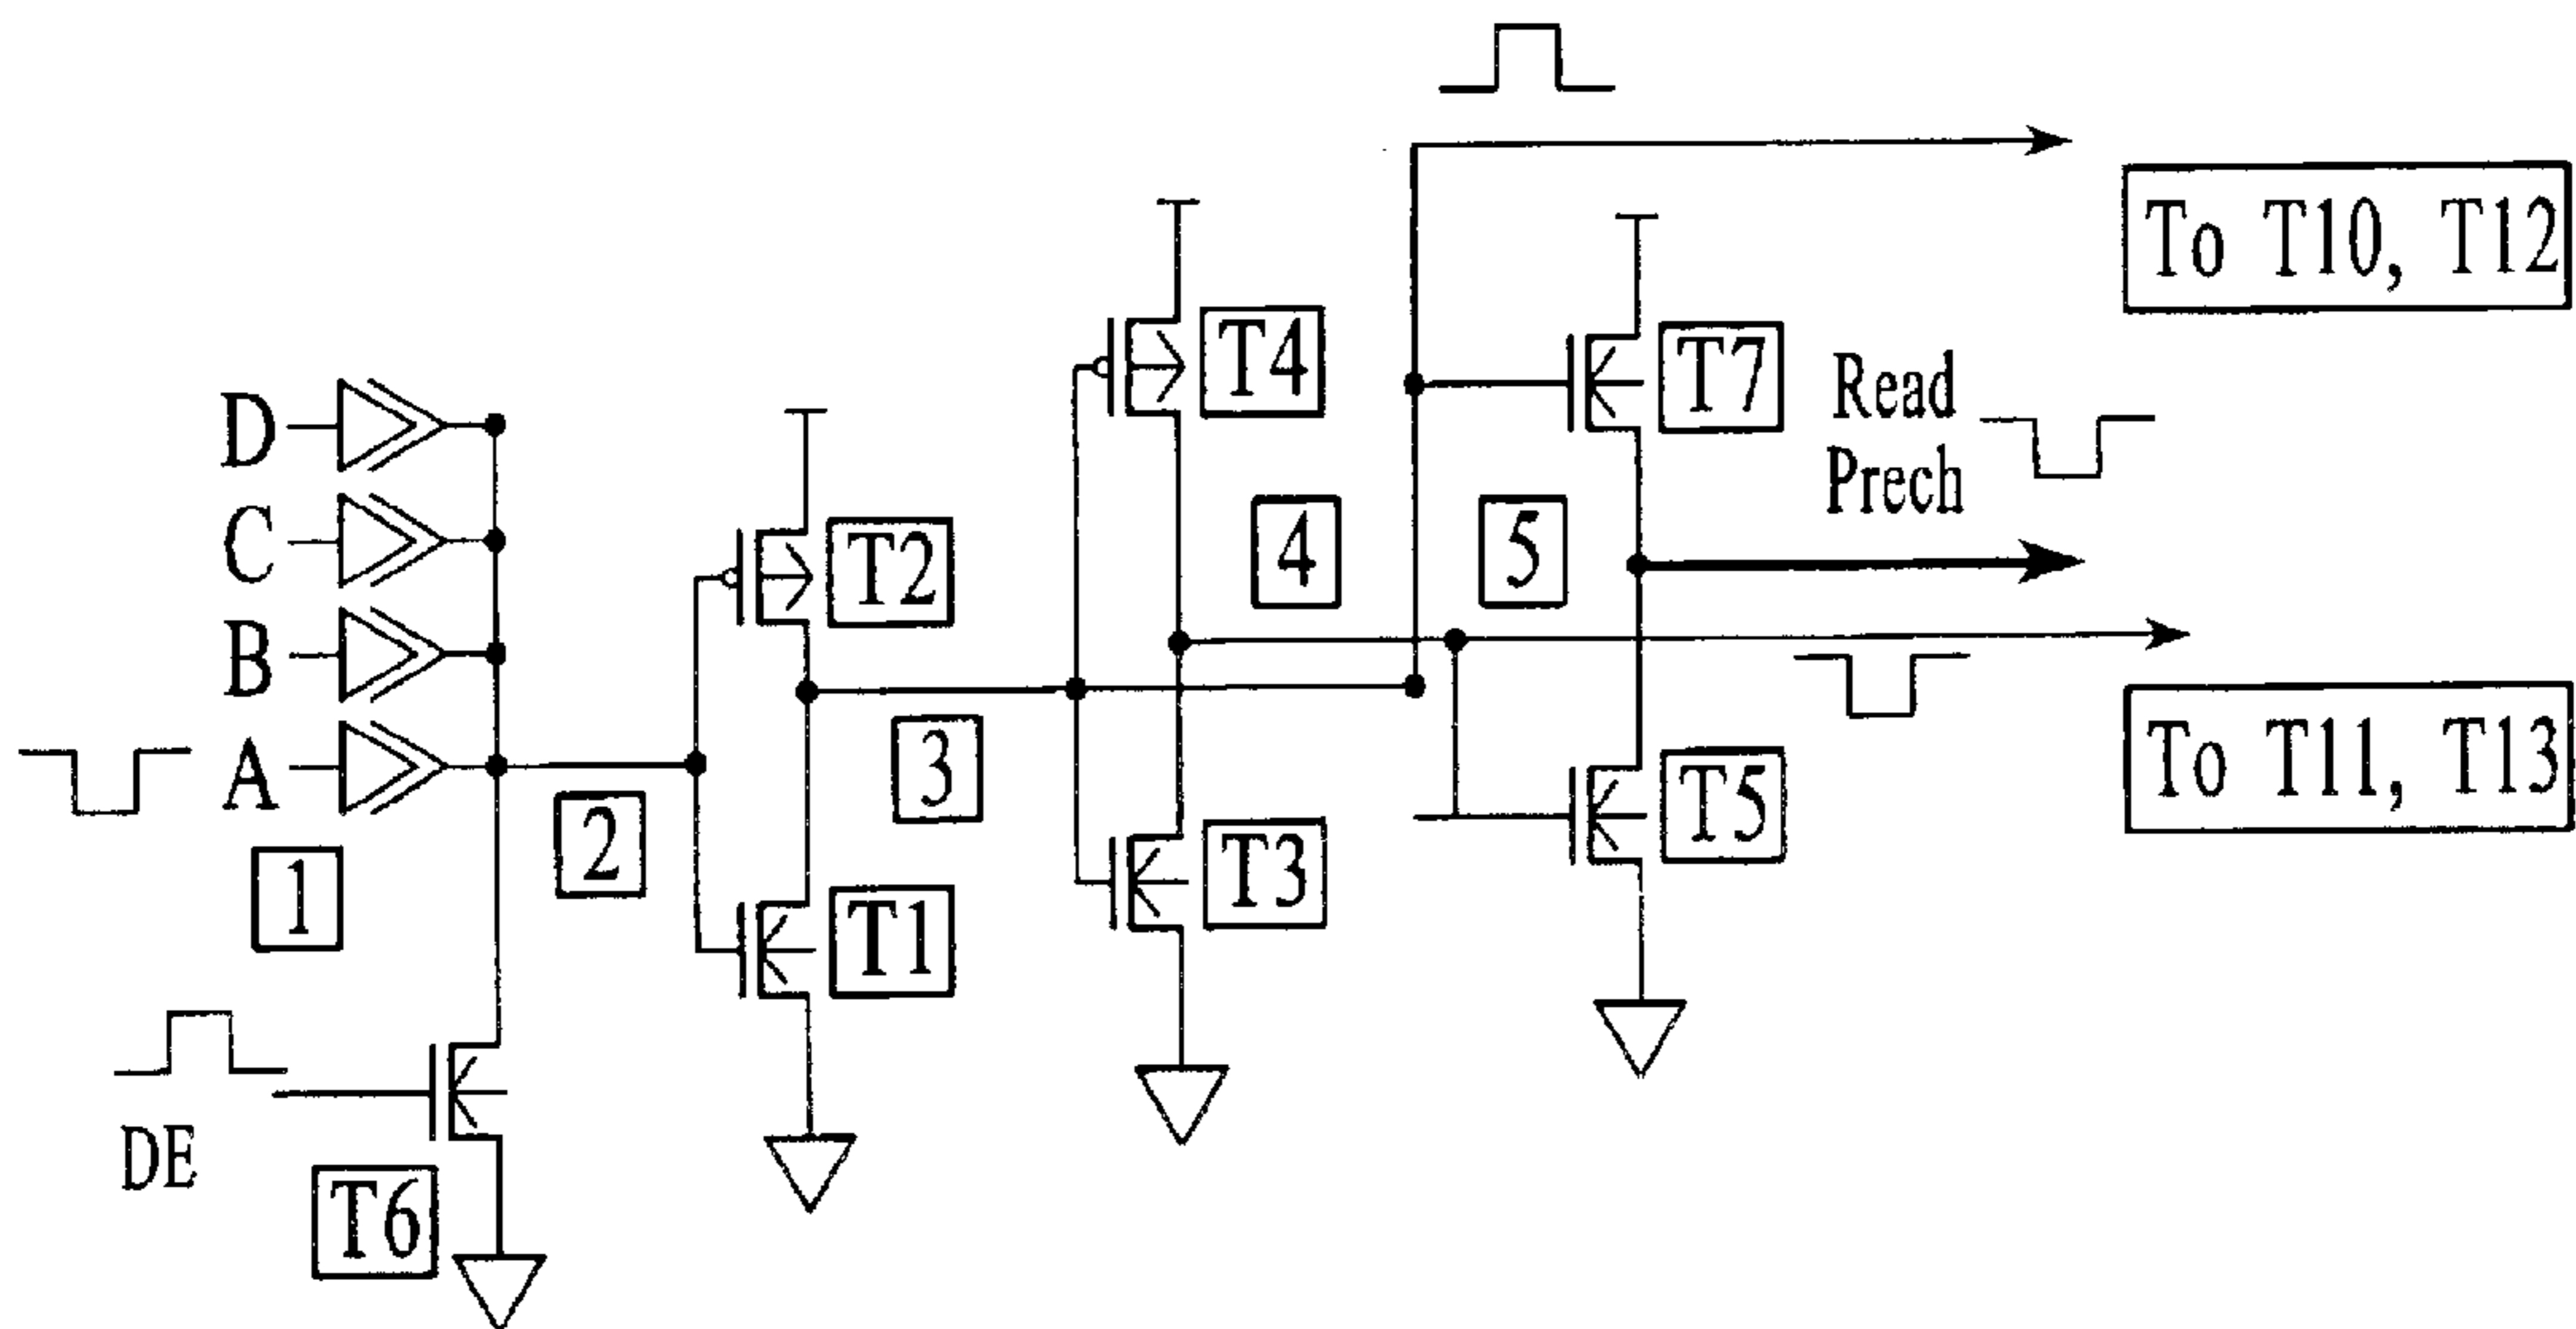 To T10, T12
T4
T7
Read
Prech
D
C
B
A
T2
4
5
3
2
1
T1
T3
T5
To T11, T13
DE
T6